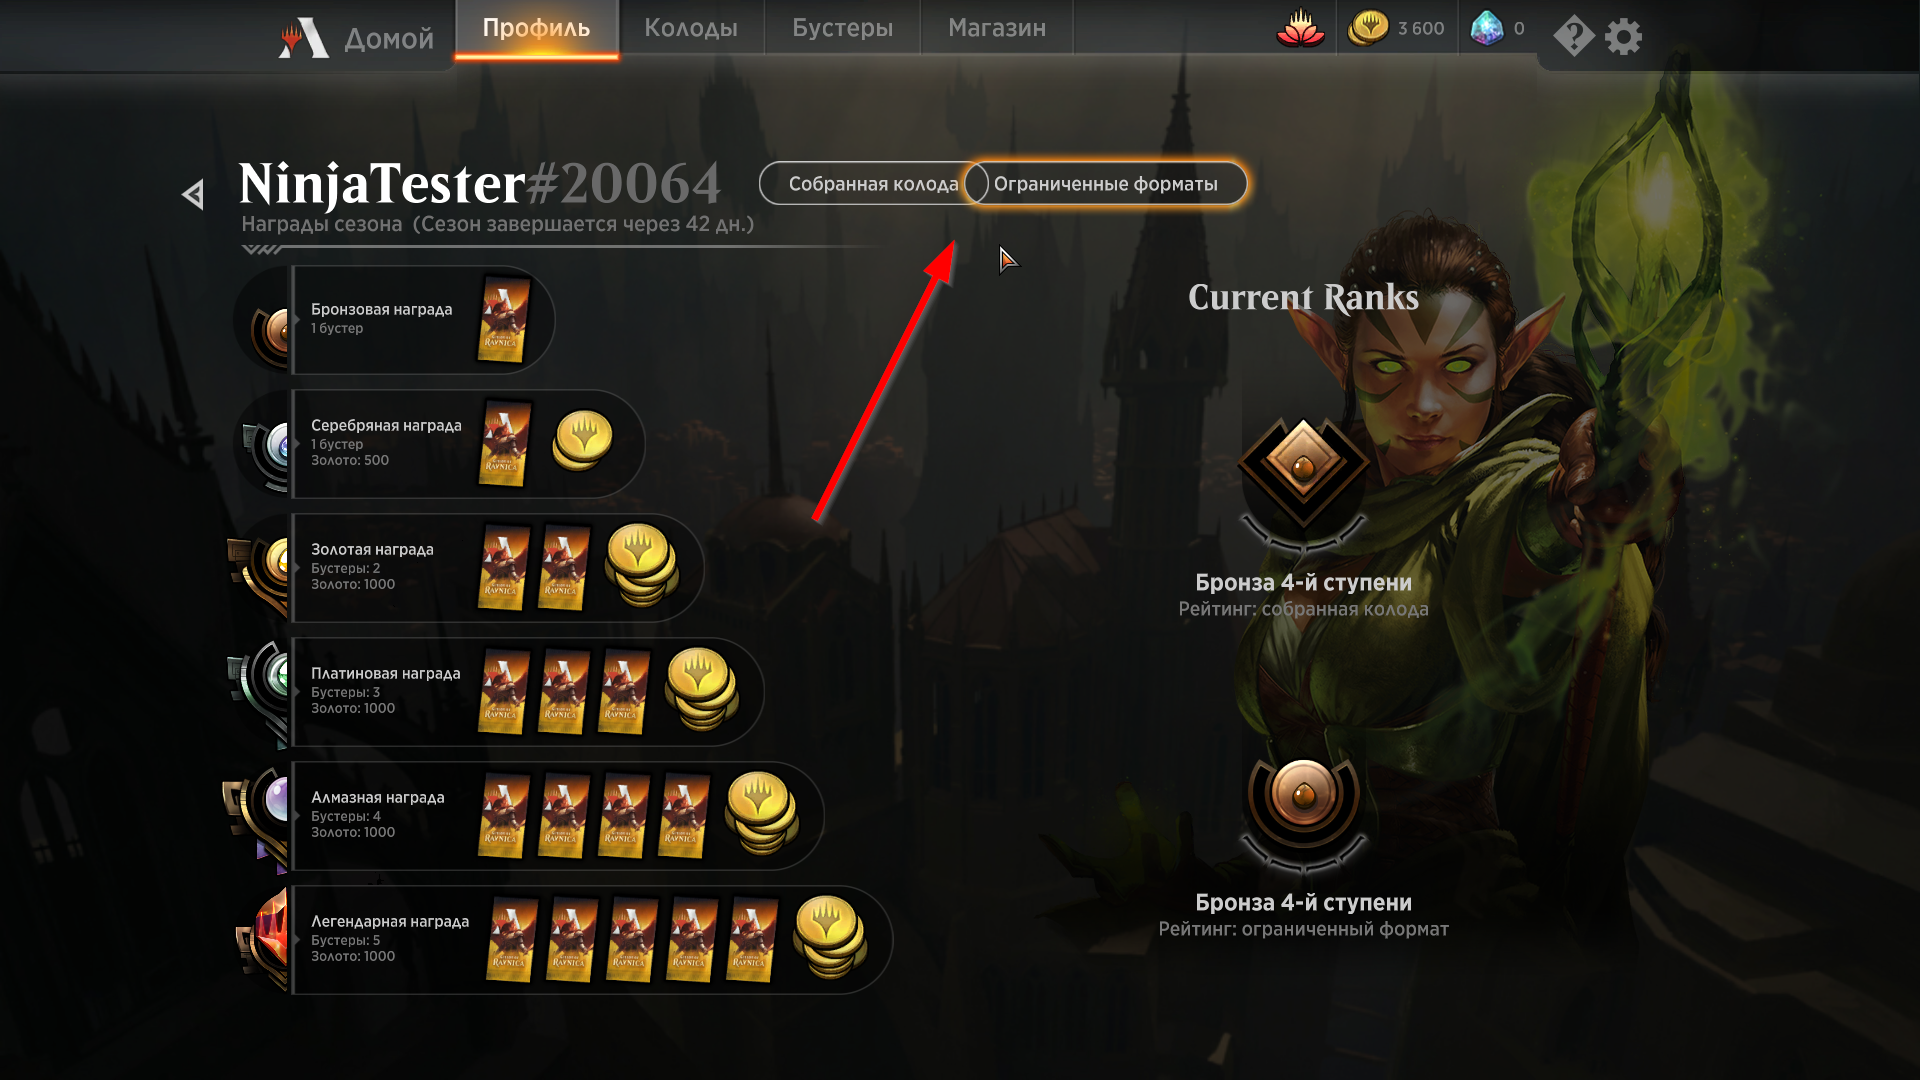 Домой
Профиль
Колоды
Бустеры
Магазин
3 600
0
NinjaTester#20064
Собранная колода
Ограниченные форматы
Награды сезона (Сезон завершается через 42 дн.)
Бронзовая награда
1 бустер
Серебряная награда
1 бустер
Золото: 500
Золотая награда
Бустеры: 2
Золото: 1000
Платиновая награда
Бустеры: 3
Золото: 1000
Алмазная награда
Бустеры: 4
Золото: 1000
Легендарная награда
Бустеры: 5
Золото: 1000
Current Ranks
Бронза 4-й ступени
Рейтинг: собранная колода
Бронза 4-й ступени
Рейтинг: ограниченный формат